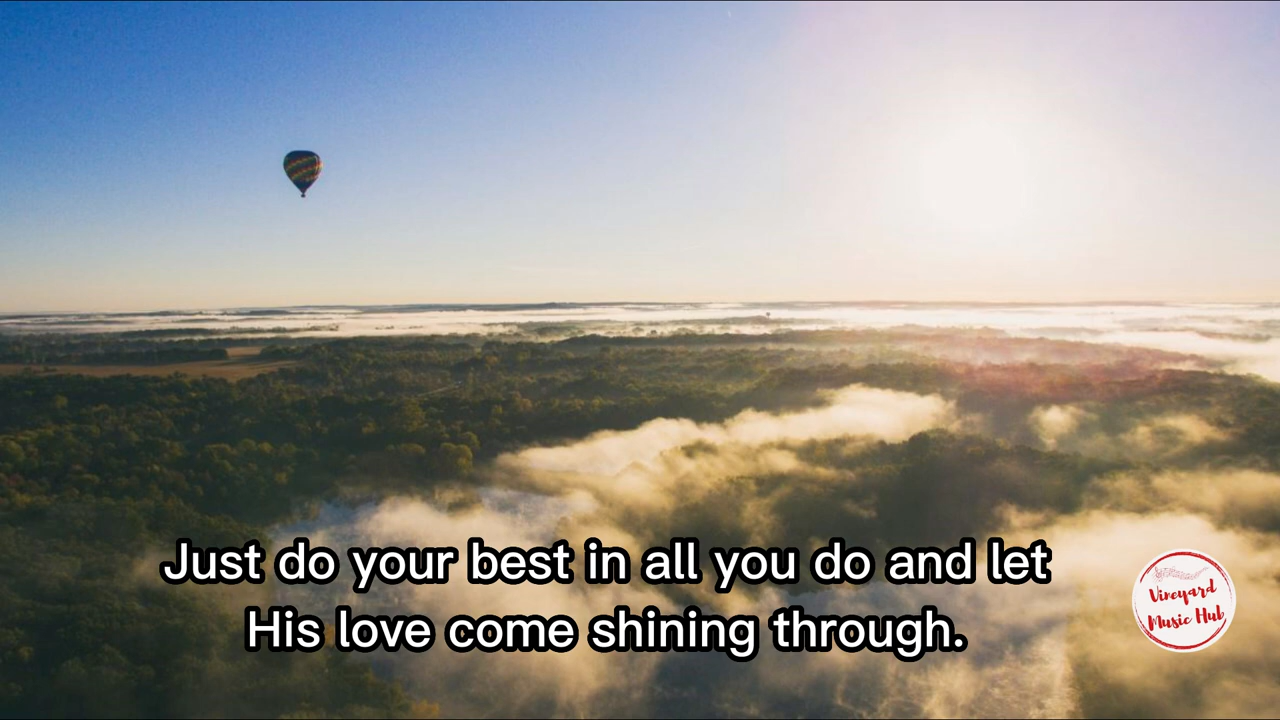 Just do your best in all you do and let
His love come shining through.
Vineyard
Music Hub